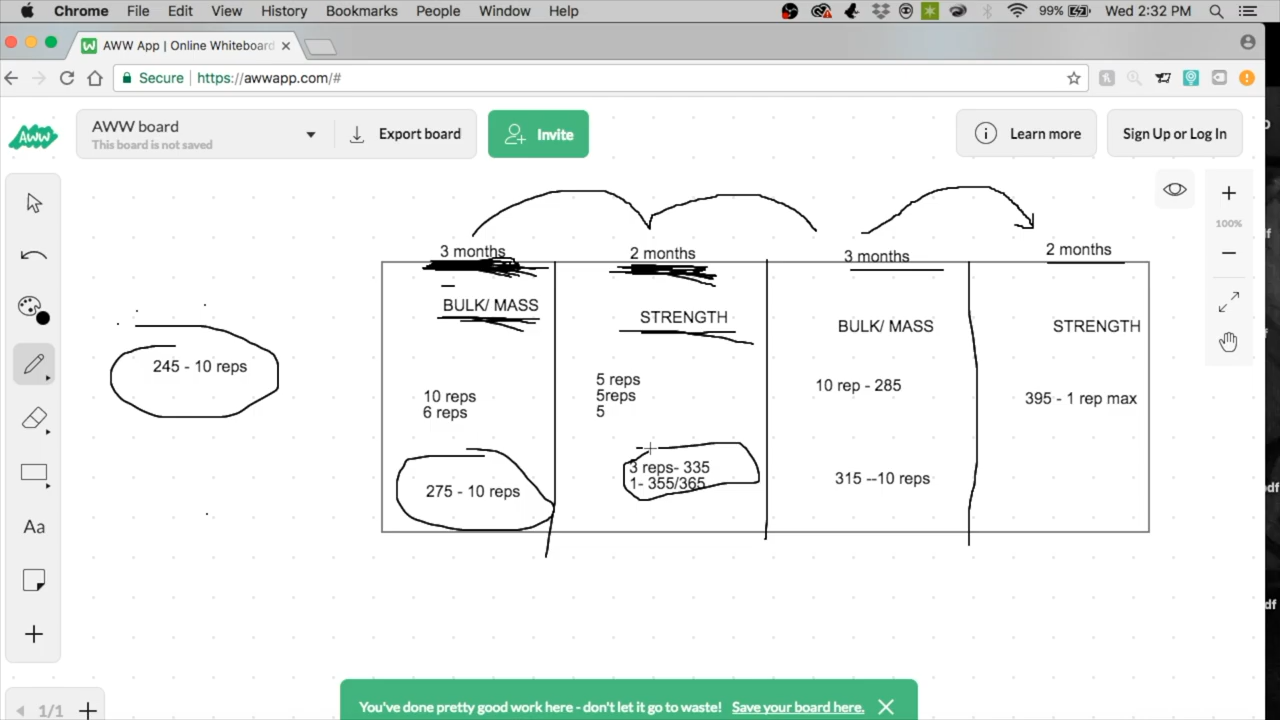 Chrome File Edit View History Bookmarks People Window Help 99% Wed 2:32 PM
AWW App | Online Whiteboard
Secure https://awwapp.com/#
AWW
AWW board
This board is not saved
Export board
Invite
Learn more
Sign Up or Log In
100%
3 months
2 months
3 months
2 months
BULK/ MASS
STRENGTH
BULK/ MASS
STRENGTH
245 - 10 reps
10 reps
6 reps
5 reps
5reps
5
10 rep - 285
395 - 1 rep max
275 - 10 reps
3 reps- 335
1- 355/365
315 --10 reps
Aa
1/1
You've done pretty good work here - don't let it go to waste! Save your board here.